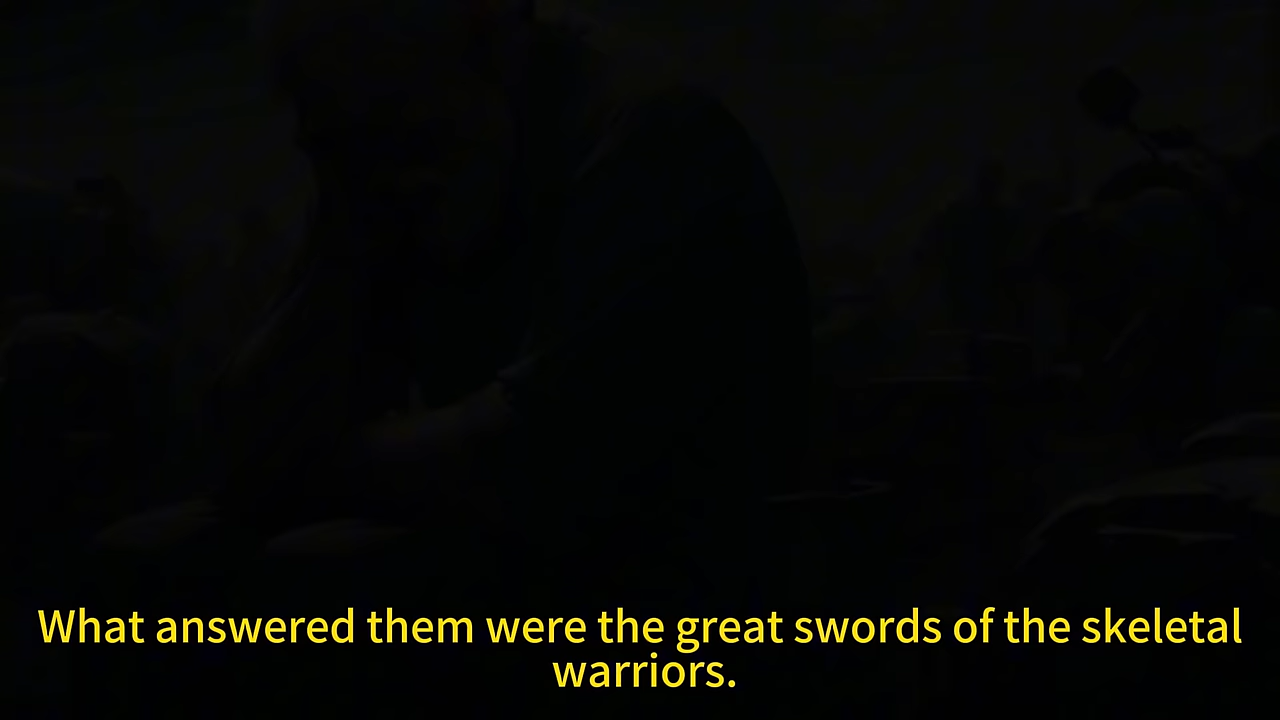 What answered them were the great swords of the skeletal
warriors.